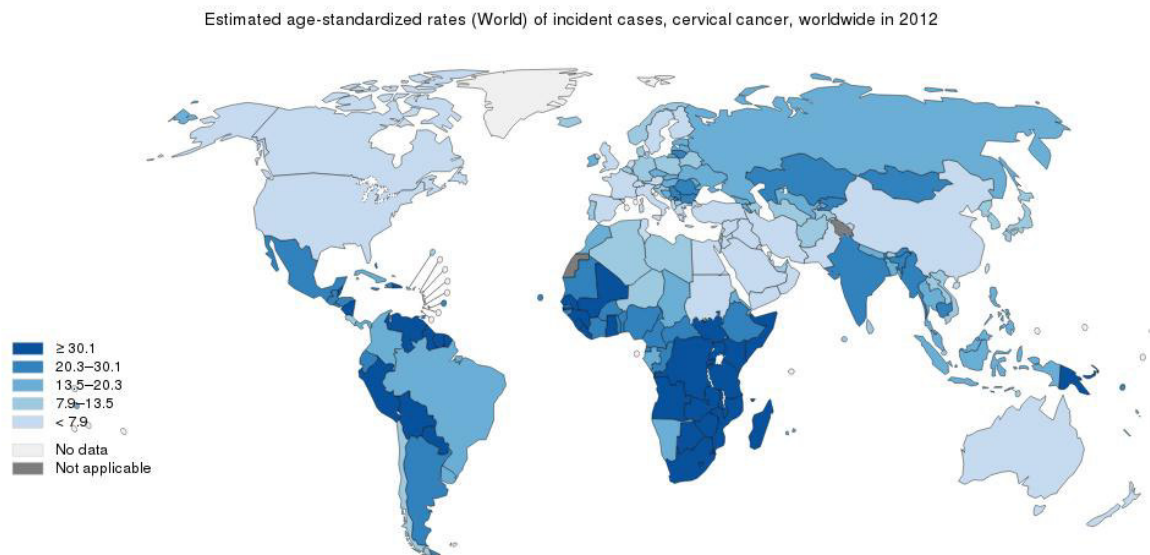 Estimated age-standardized rates (World) of incident cases, cervical cancer, worldwide in 2012
≥ 30.1
20.3–30.1
13.5–20.3
7.9–13.5
< 7.9
No data
Not applicable